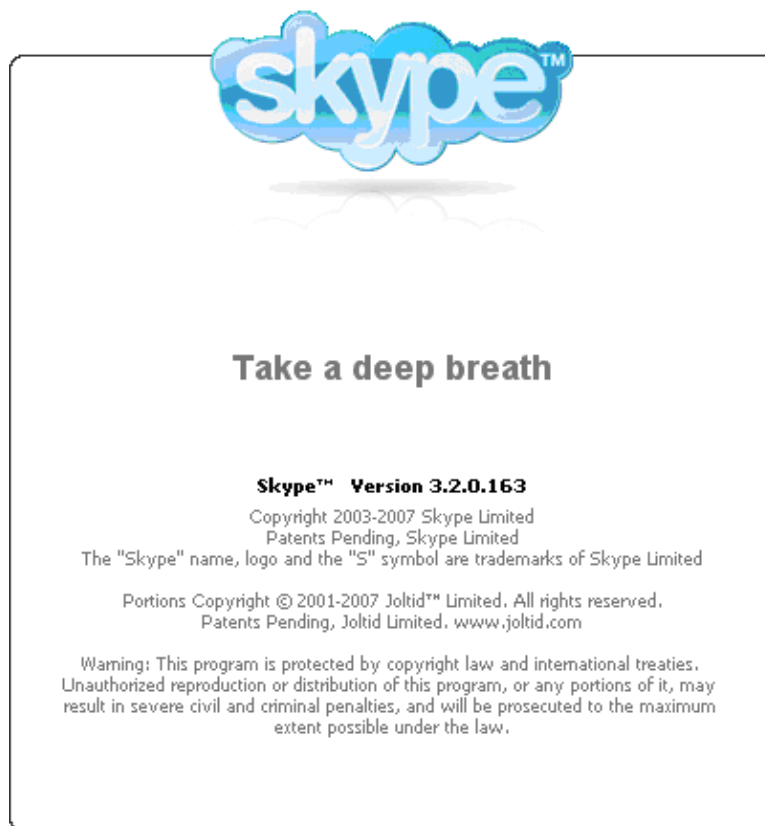 skype™
Take a deep breath
Skype™ Version 3.2.0.163
Copyright 2003-2007 Skype Limited
Patents Pending, Skype Limited
The "Skype" name, logo and the "S" symbol are trademarks of Skype Limited
Portions Copyright © 2001-2007 Joltid™ Limited. All rights reserved.
Patents Pending, Joltid Limited. www.joltid.com
Warning: This program is protected by copyright law and international treaties.
Unauthorized reproduction or distribution of this program, or any portions of it, may
result in severe civil and criminal penalties, and will be prosecuted to the maximum
extent possible under the law.